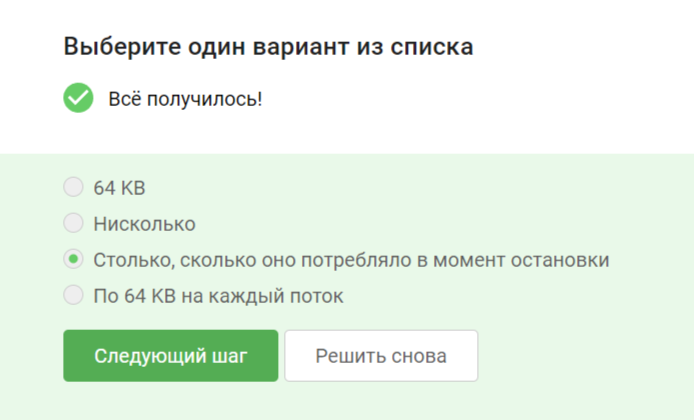 Выберите один вариант из списка
Всё получилось!
64 KB
Нисколько
Столько, сколько оно потребляло в момент остановки
По 64 KB на каждый поток
Следующий шаг
Решить снова